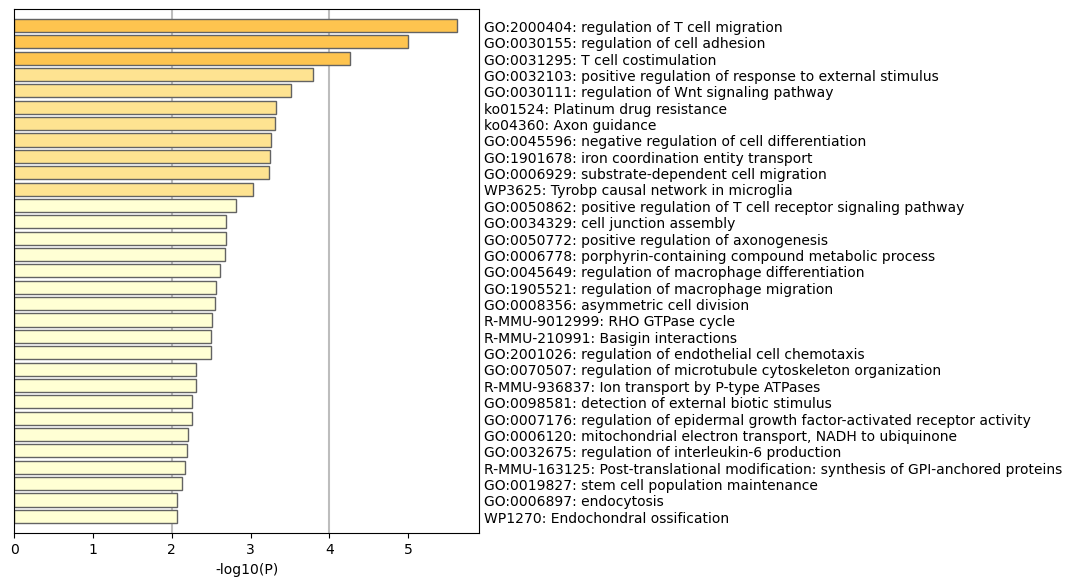 GO:2000404: regulation of T cell migration
GO:0030155: regulation of cell adhesion
GO:0031295: T cell costimulation
GO:0032103: positive regulation of response to external stimulus
GO:0030111: regulation of Wnt signaling pathway
ko01524: Platinum drug resistance
ko04360: Axon guidance
GO:0045596: negative regulation of cell differentiation
GO:1901678: iron coordination entity transport
GO:0006929: substrate-dependent cell migration
WP3625: Tyrobp causal network in microglia
GO:0050862: positive regulation of T cell receptor signaling pathway
GO:0034329: cell junction assembly
GO:0050772: positive regulation of axonogenesis
GO:0006778: porphyrin-containing compound metabolic process
GO:0045649: regulation of macrophage differentiation
GO:1905521: regulation of macrophage migration
GO:0008356: asymmetric cell division
R-MMU-9012999: RHO GTPase cycle
R-MMU-210991: Basigin interactions
GO:2001026: regulation of endothelial cell chemotaxis
GO:0070507: regulation of microtubule cytoskeleton organization
R-MMU-936837: Ion transport by P-type ATPases
GO:0098581: detection of external biotic stimulus
GO:0007176: regulation of epidermal growth factor-activated receptor activity
GO:0006120: mitochondrial electron transport, NADH to ubiquinone
GO:0032675: regulation of interleukin-6 production
R-MMU-163125: Post-translational modification: synthesis of GPI-anchored proteins
GO:0019827: stem cell population maintenance
GO:0006897: endocytosis
WP1270: Endochondral ossification
0 1 2 3 4 5
-log10(P)